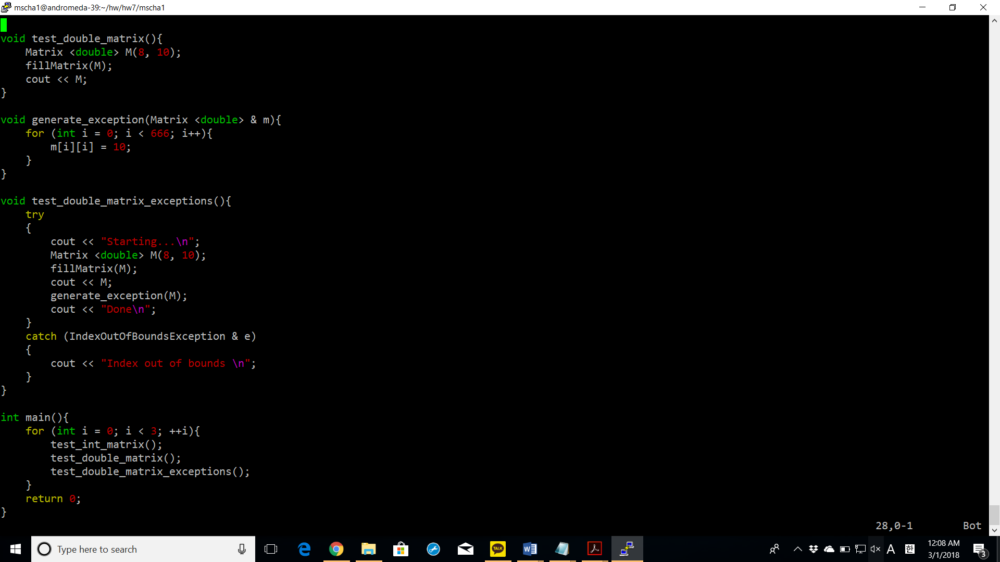 mscha1@andromeda-39:~/hw/hw7/mscha1
void test_double_matrix(){
    Matrix <double> M(8, 10);
    fillMatrix(M);
    cout << M;
}

void generate_exception(Matrix <double> & m){
    for (int i = 0; i < 666; i++){
        m[i][i] = 10;
    }
}

void test_double_matrix_exceptions(){
    try
    {
        cout << "Starting...\n";
        Matrix <double> M(8, 10);
        fillMatrix(M);
        cout << M;
        generate_exception(M);
        cout << "Done\n";
    }
    catch (IndexOutOfBoundsException & e)
    {
        cout << "Index out of bounds \n";
    }
}

int main(){
    for (int i = 0; i < 3; ++i){
        test_int_matrix();
        test_double_matrix();
        test_double_matrix_exceptions();
    }
    return 0;
}
28,0-1 Bot
Type here to search
TALK
A 한
12:08 AM
3/1/2018
3